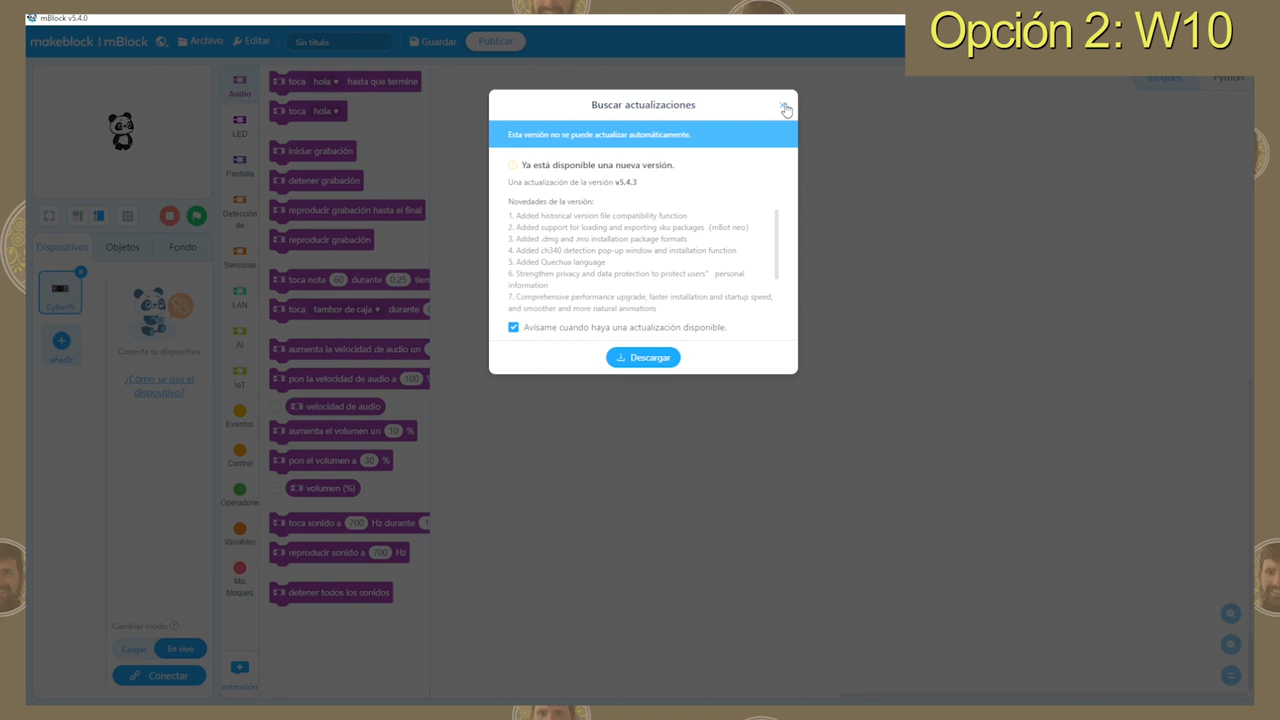 mBlock v5.4.0
Opción 2: W10
makeblock | mBlock
Archivo
Editar
Sin título
Guardar
Publicar
Bloques
Python
Audio
LED
Pantalla
Detección
de
Sensores
LAN
AI
IoT
Eventos
Control
Operadores
Variables
Mis
bloques
extensión
toca hola hasta que termine
toca hola
iniciar grabación
detener grabación
reproducir grabación hasta el final
reproducir grabación
toca nota 60 durante 0.25 tiem
toca tambor de caja durante
aumenta la velocidad de audio un
pon la velocidad de audio a 100 %
velocidad de audio
aumenta el volumen un 10 %
pon el volumen a 30 %
volumen (%)
toca sonido a 700 Hz durante 1
reproducir sonido a 700 Hz
detener todos los sonidos
Dispositivos
Objetos
Fondo
CyberPi
añadir
Conecta tu dispositivo
¿Cómo se usa el
dispositivo?
Cambiar modo
Cargar
En vivo
Conectar
Buscar actualizaciones
Esta versión no se puede actualizar automáticamente.
Ya está disponible una nueva versión.
Una actualización de la versión v5.4.3
Novedades de la versión:
1. Added historical version file compatibility function
2. Added support for loading and exporting sku packages（mBot neo）
3. Added .dmg and .msi installation package formats
4. Added ch340 detection pop-up window and installation function
5. Added Quechua language
6. Strengthen privacy and data protection to protect users' personal
information
7. Comprehensive performance upgrade, faster installation and startup speed,
and smoother and more natural animations
Avísame cuando haya una actualización disponible.
Descargar